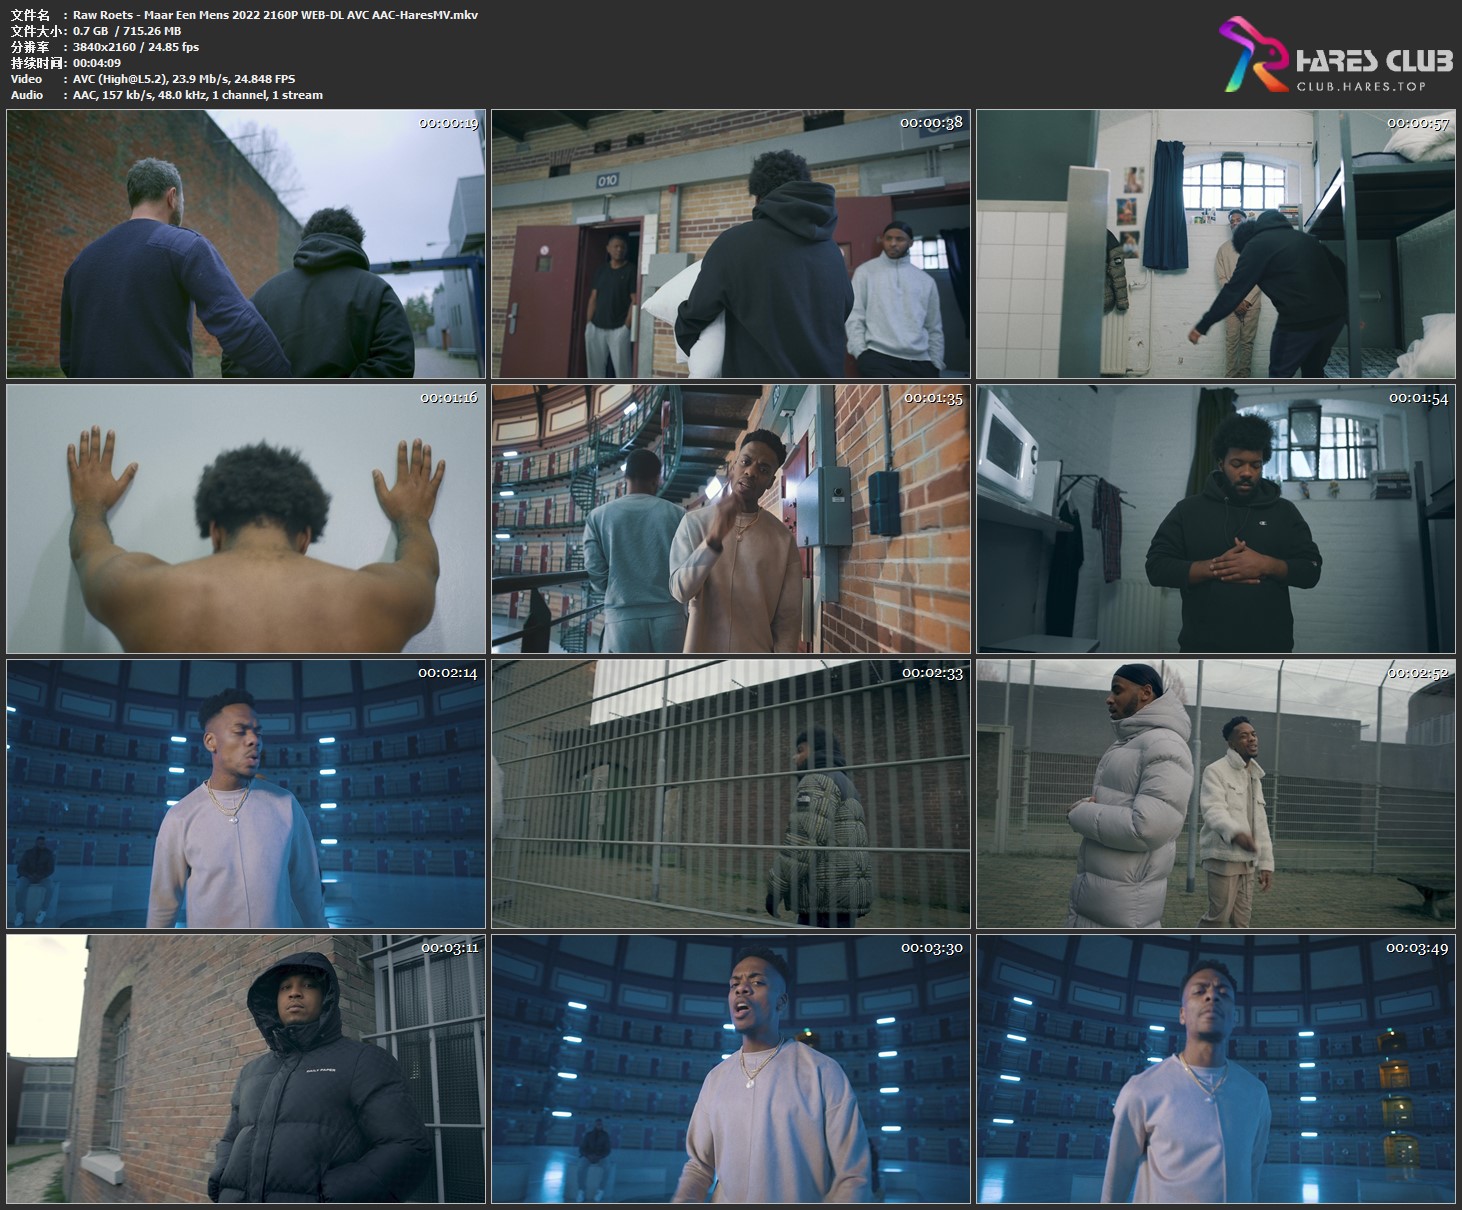 文件名 : Raw Roets - Maar Een Mens 2022 2160P WEB-DL AVC AAC-HaresMV.mkv
文件大小: 0.7 GB / 715.26 MB
分辨率 : 3840x2160 / 24.85 fps
持续时间: 00:04:09
Video : AVC (High@L5.2), 23.9 Mb/s, 24.848 FPS
Audio : AAC, 157 kb/s, 48.0 kHz, 1 channel, 1 stream
HARES CLUB
CLUB.HARES.TOP
00:00:19
00:00:38
00:00:57
010
00:01:16
00:01:35
00:01:54
00:02:14
00:02:33
00:02:52
00:03:11
00:03:30
00:03:49
DAILY PAPER